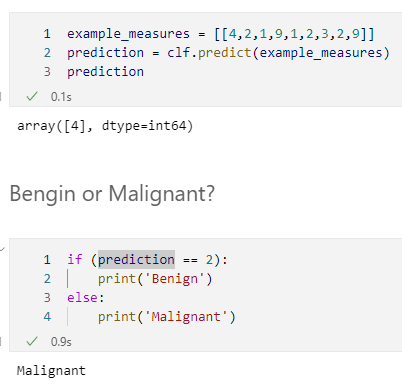 1 example_measures = [[4,2,1,9,1,2,3,2,9]]
2 prediction = clf.predict(example_measures)
3 prediction
0.1s
array([4], dtype=int64)
Bengin or Malignant?
1 if (prediction == 2):
2     print('Benign')
3 else:
4     print('Malignant')
0.9s
Malignant